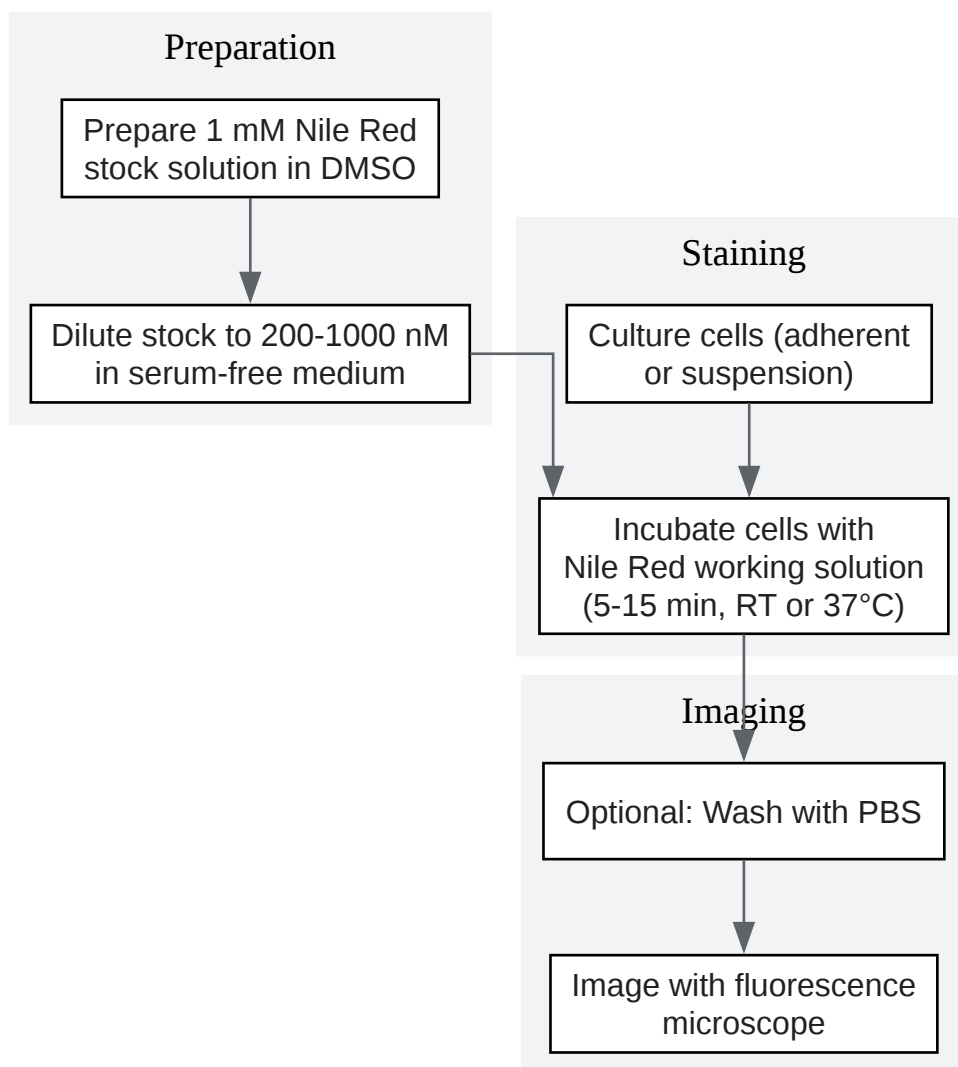 Preparation
Prepare 1 mM Nile Red
stock solution in DMSO
Dilute stock to 200-1000 nM
in serum-free medium
Staining
Culture cells (adherent
or suspension)
Incubate cells with
Nile Red working solution
(5-15 min, RT or 37°C)
Imaging
Optional: Wash with PBS
Image with fluorescence
microscope